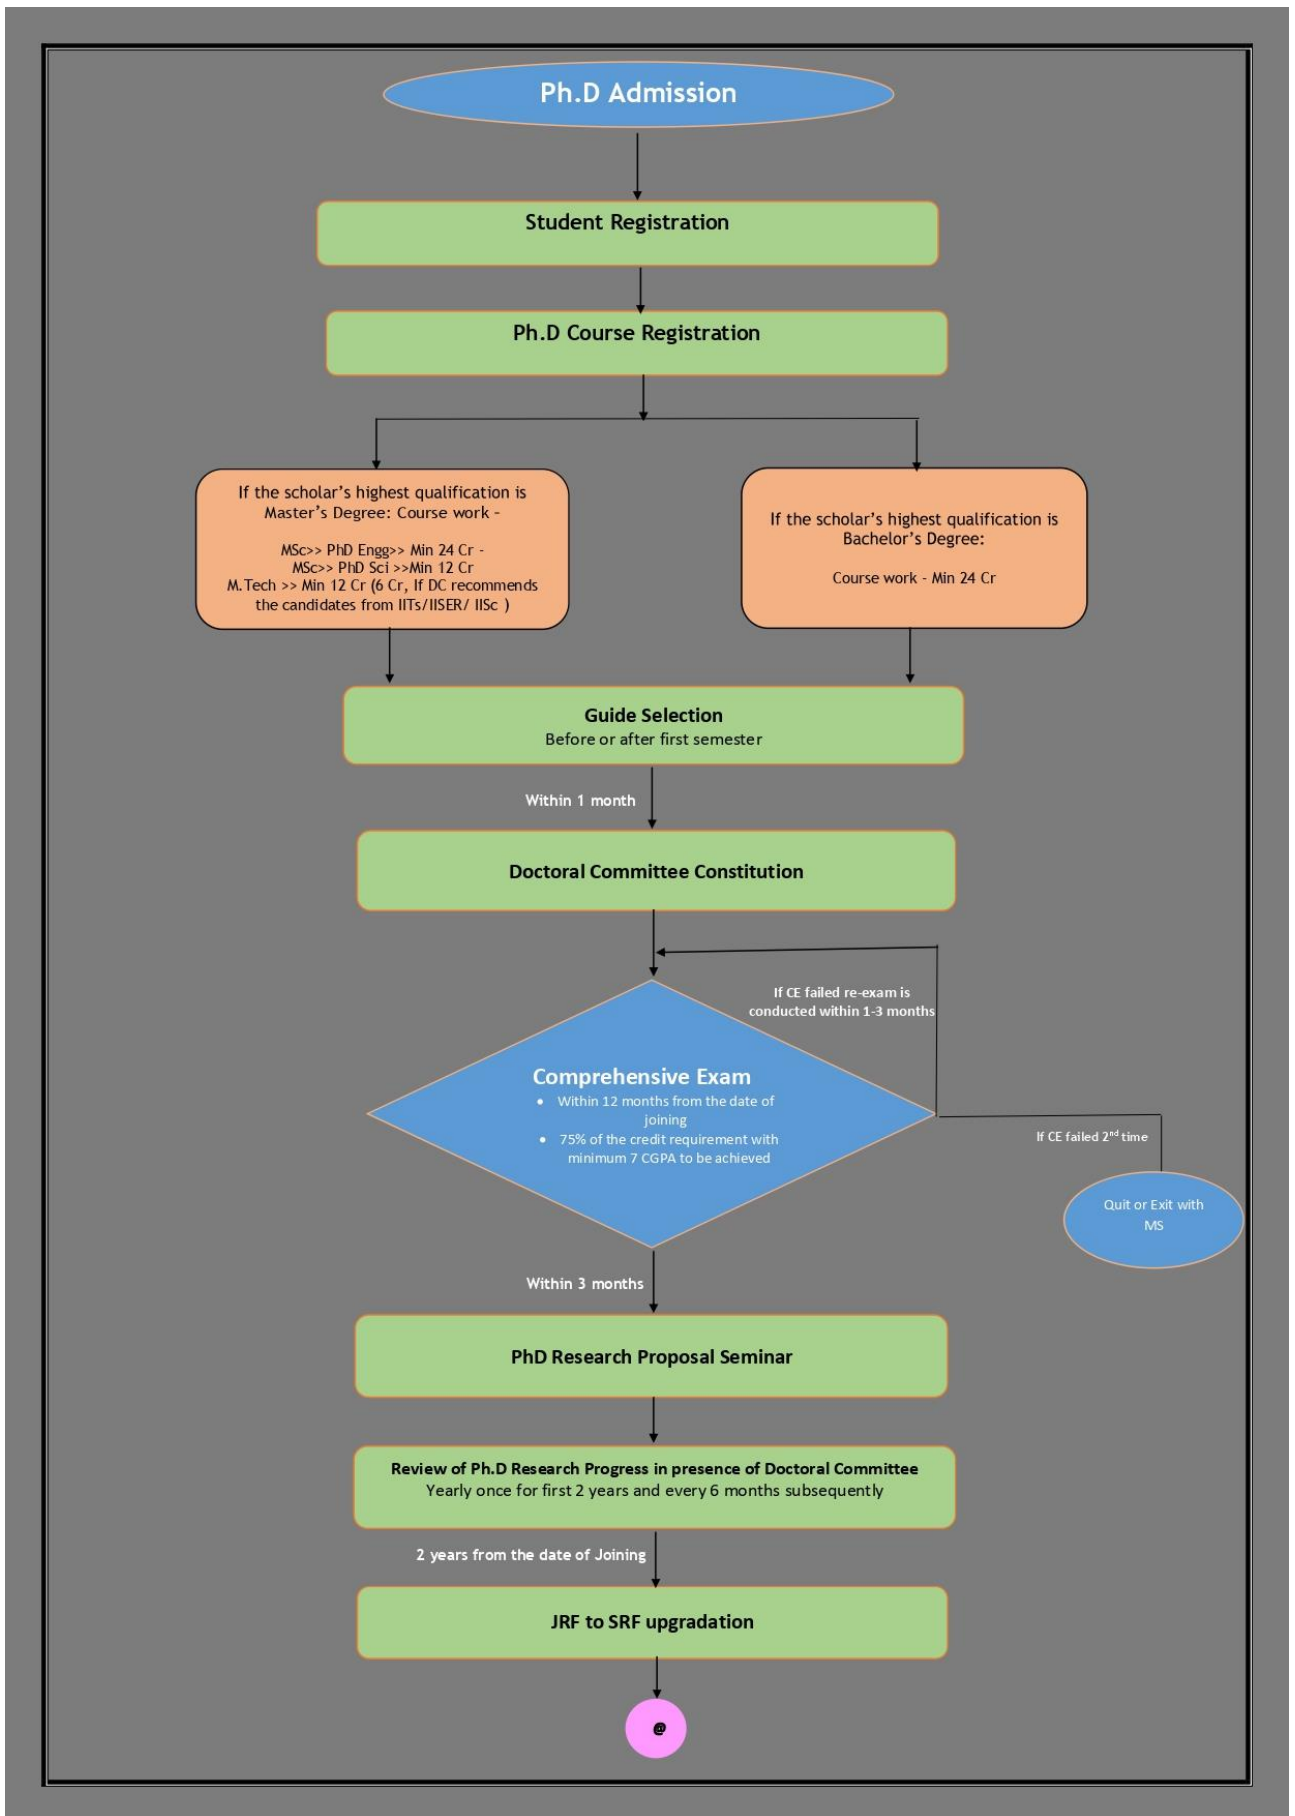 Ph.D Admission
Student Registration
Ph.D Course Registration
If the scholar’s highest qualification is
Master’s Degree: Course work –
MSc>> PhD Engg>> Min 24 Cr -
MSc>> PhD Sci >>Min 12 Cr
M.Tech >> Min 12 Cr (6 Cr, If DC recommends
the candidates from IITs/IISER/ IISc )
If the scholar’s highest qualification is
Bachelor’s Degree:
Course work - Min 24 Cr
Guide Selection
Before or after first semester
Within 1 month
Doctoral Committee Constitution
If CE failed re-exam is
conducted within 1-3 months
Comprehensive Exam
• Within 12 months from the date of
joining
• 75% of the credit requirement with
minimum 7 CGPA to be achieved
If CE failed 2nd time
Quit or Exit with
MS
Within 3 months
PhD Research Proposal Seminar
Review of Ph.D Research Progress in presence of Doctoral Committee
Yearly once for first 2 years and every 6 months subsequently
2 years from the date of Joining
JRF to SRF upgradation
@